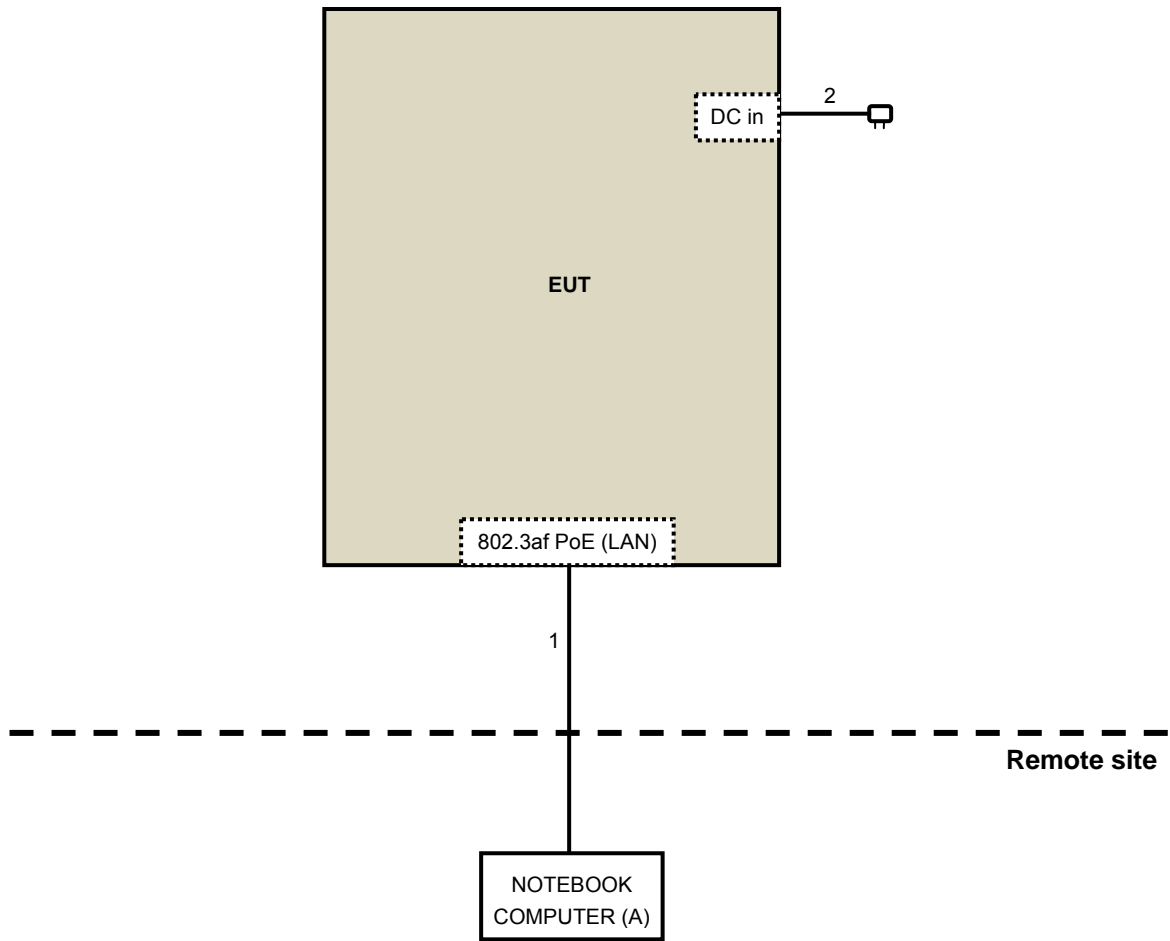 2
DC in
EUT
802.3af PoE (LAN)
1
Remote site
NOTEBOOK
COMPUTER (A)